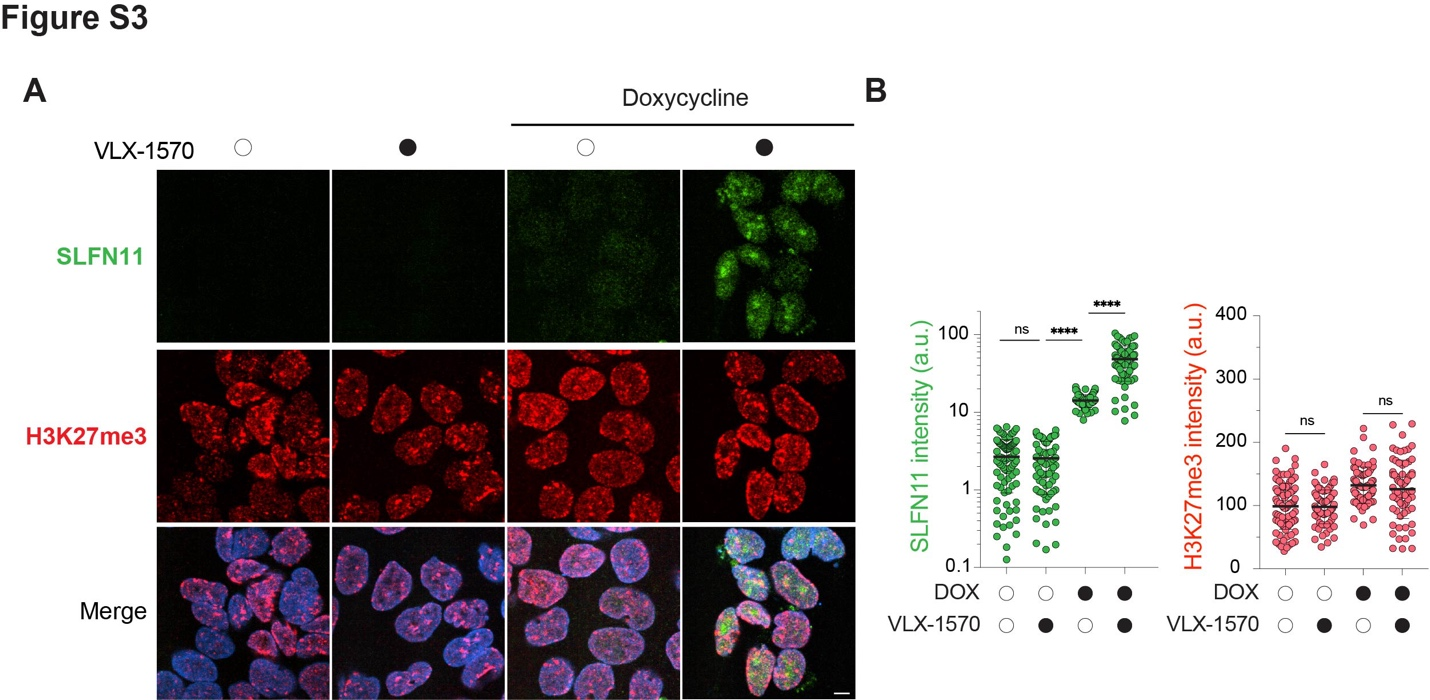 Figure S3
A
B
Doxycycline
VLX-1570
SLFN11
H3K27me3
Merge
SLFN11 intensity (a.u.)
100
10
1
0.1
ns
****
****
DOX
VLX-1570
H3K27me3 intensity (a.u.)
400
300
200
100
0
ns
ns
DOX
VLX-1570